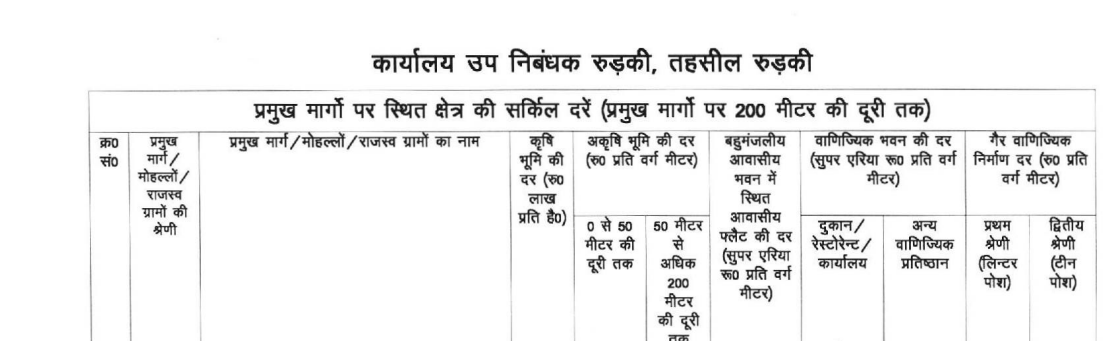 कार्यालय उप निबंधक रुड़की, तहसील रुड़की
प्रमुख मार्गो पर स्थित क्षेत्र की सर्किल दरें (प्रमुख मार्गो पर 200 मीटर की दूरी तक)
क्र0
सं0
प्रमुख
मार्ग/
मोहल्लों/
राजस्व
ग्रामों की
श्रेणी
प्रमुख मार्ग/मोहल्लों/राजस्व ग्रामों का नाम
कृषि
भूमि की
दर (रु0
लाख
प्रति है0)
अकृषि भूमि की दर
(रु0 प्रति वर्ग मीटर)
0 से 50
मीटर की
दूरी तक
50 मीटर
से
अधिक
200
मीटर
की दूरी
तक
बहुमंजलीय
आवासीय
भवन में
स्थित
आवासीय
फ्लैट की दर
(सुपर एरिया
रू0 प्रति वर्ग
मीटर)
वाणिज्यिक भवन की दर
(सुपर एरिया रू0 प्रति वर्ग
मीटर)
दुकान/
रेस्टोरेन्ट/
कार्यालय
अन्य
वाणिज्यिक
प्रतिष्ठान
गैर वाणिज्यिक
निर्माण दर (रु0 प्रति
वर्ग मीटर)
प्रथम
श्रेणी
(लिन्टर
पोश)
द्वितीय
श्रेणी
(टीन
पोश)